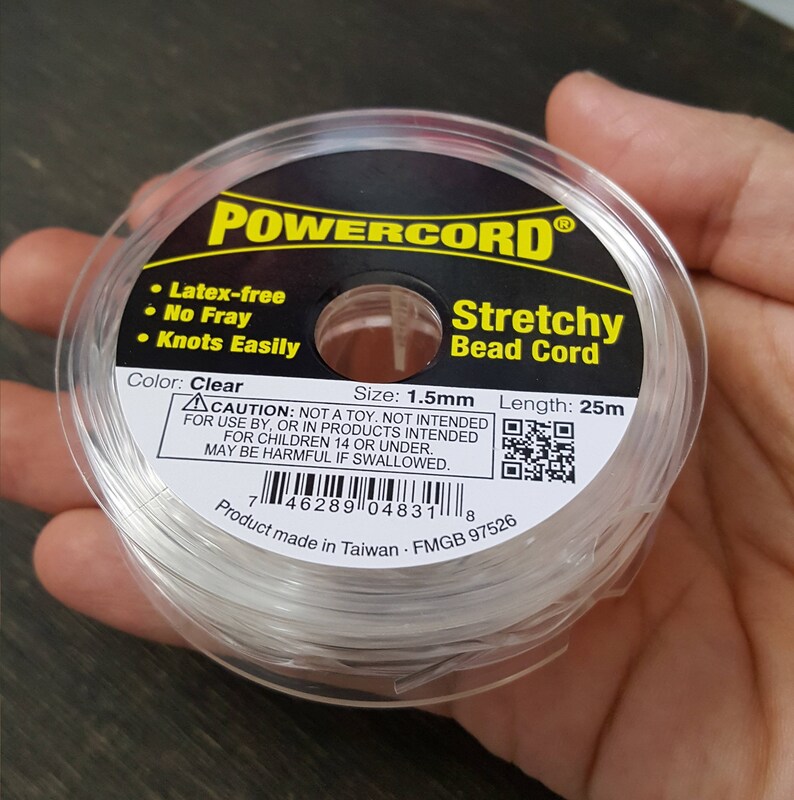 POWERCORD®
• Latex-free
• No Fray
• Knots Easily
Stretchy
Bead Cord
Color: Clear
Size: 1.5mm
Length: 25m
CAUTION: NOT A TOY. NOT INTENDED
FOR USE BY, OR IN PRODUCTS INTENDED
FOR CHILDREN 14 OR UNDER.
MAY BE HARMFUL IF SWALLOWED.
7 46289 04831 8
Product made in Taiwan · FMGB 97526